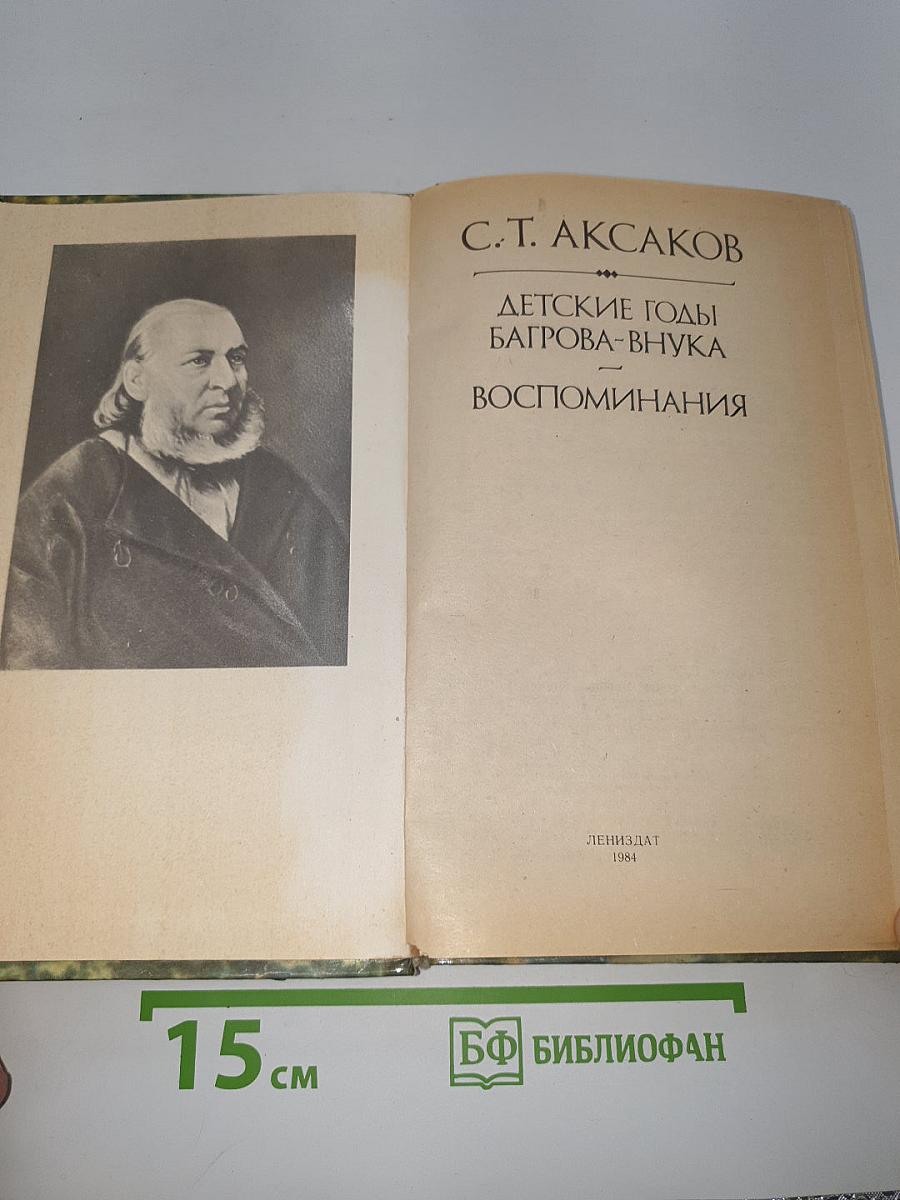 С. Т. АКСАКОВ
ДЕТСКИЕ ГОДЫ
БАГРОВА-ВНУКА
ВОСПОМИНАНИЯ
ЛЕНИЗДАТ
1984
15 см
БФ БИБЛИОФАН